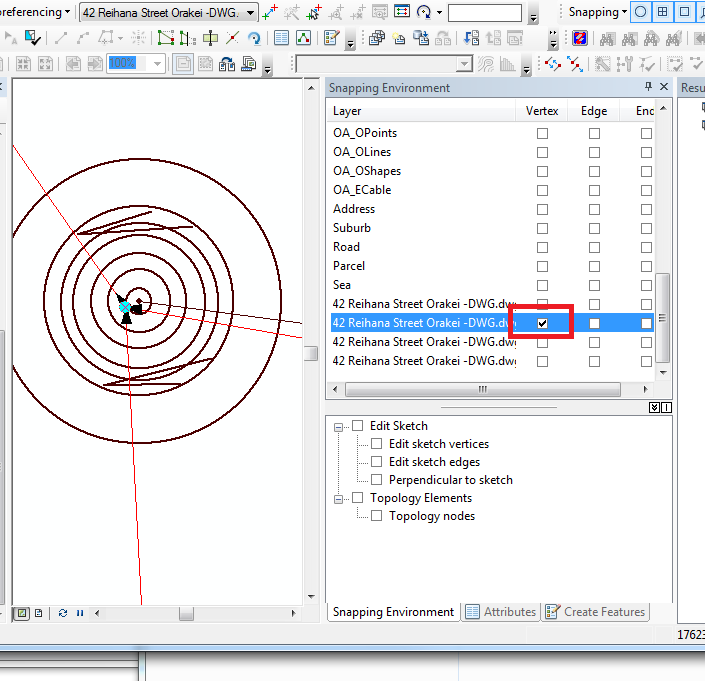 referencing ▾ 42 Reihana Street Orakei -DWG. Snapping ▾
100%
Snapping Environment Resu
Layer Vertex Edge End
OA_OPoints
OA_OLines
OA_OShapes
OA_ECable
Address
Suburb
Road
Parcel
Sea
42 Reihana Street Orakei -DWG.dw
42 Reihana Street Orakei -DWG.dw
42 Reihana Street Orakei -DWG.dw
42 Reihana Street Orakei -DWG.dw
Edit Sketch
Edit sketch vertices
Edit sketch edges
Perpendicular to sketch
Topology Elements
Topology nodes
Snapping Environment Attributes Create Features
17623